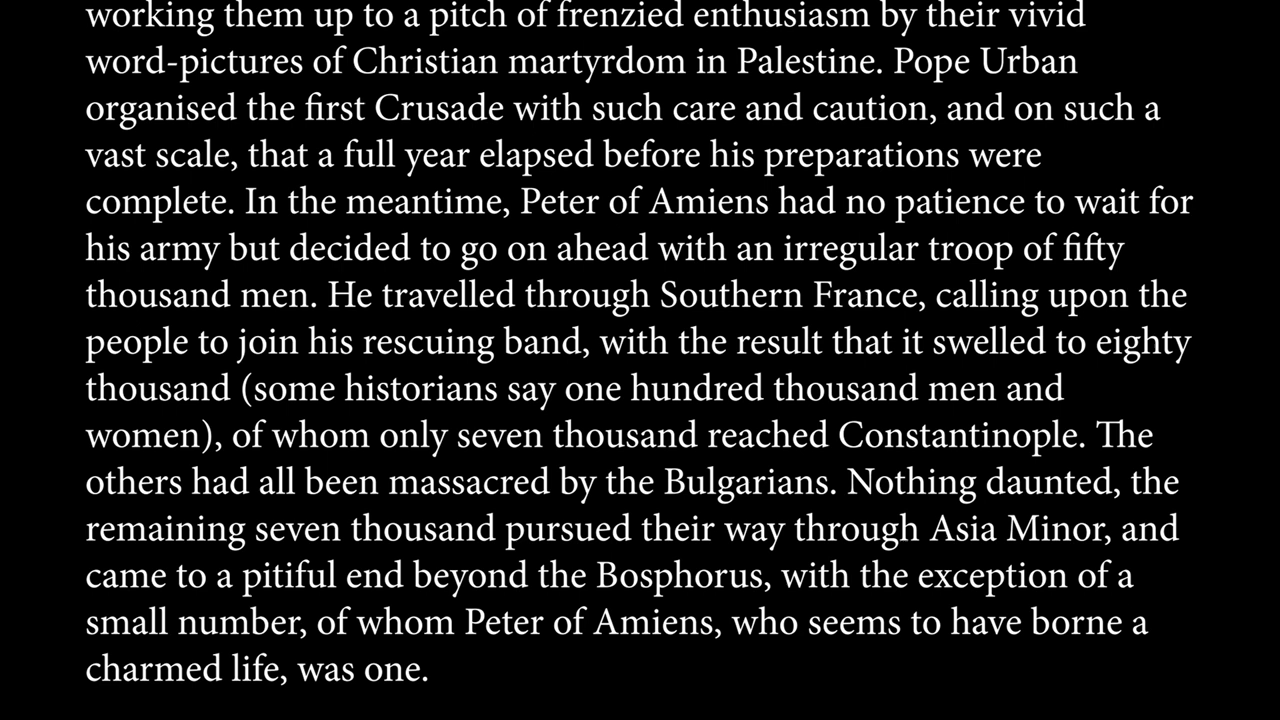 working them up to a pitch of frenzied enthusiasm by their vivid
word-pictures of Christian martyrdom in Palestine. Pope Urban
organised the first Crusade with such care and caution, and on such a
vast scale, that a full year elapsed before his preparations were
complete. In the meantime, Peter of Amiens had no patience to wait for
his army but decided to go on ahead with an irregular troop of fifty
thousand men. He travelled through Southern France, calling upon the
people to join his rescuing band, with the result that it swelled to eighty
thousand (some historians say one hundred thousand men and
women), of whom only seven thousand reached Constantinople. The
others had all been massacred by the Bulgarians. Nothing daunted, the
remaining seven thousand pursued their way through Asia Minor, and
came to a pitiful end beyond the Bosphorus, with the exception of a
small number, of whom Peter of Amiens, who seems to have borne a
charmed life, was one.